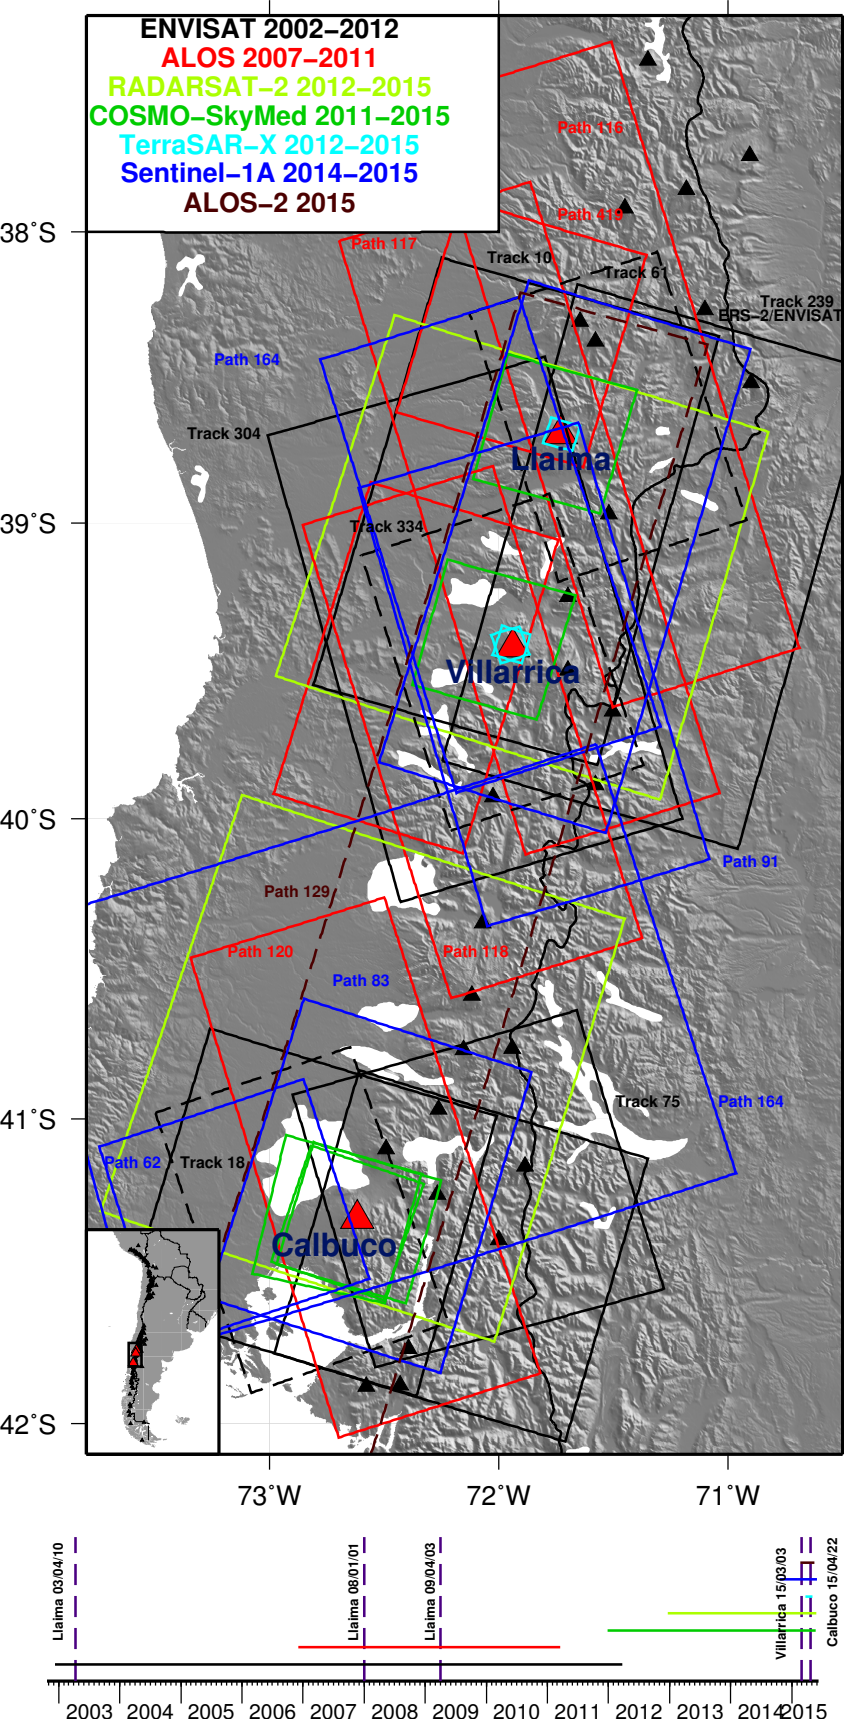 ENVISAT 2002−2012
ALOS 2007−2011
RADARSAT−2 2012−2015
COSMO−SkyMed 2011−2015
TerraSAR−X 2012−2015
Sentinel−1A 2014−2015
ALOS−2 2015
Path 116
Path 419
38°S
Path 117
Track 10
Track 61
Track 239
ERS−2/ENVISAT
Path 164
Track 304
Llaima
39°S
Track 334
Villarrica
40°S
Path 91
Path 129
Path 120
Path 118
Path 83
Track 75
Path 164
41°S
Path 62
Track 18
Calbuco
42°S
73°W
72°W
71°W
Llaima 03/04/10
Llaima 08/01/01
Llaima 09/04/03
Villarrica 15/03/03
Calbuco 15/04/22
2003 2004 2005 2006 2007 2008 2009 2010 2011 2012 2013 2014 2015